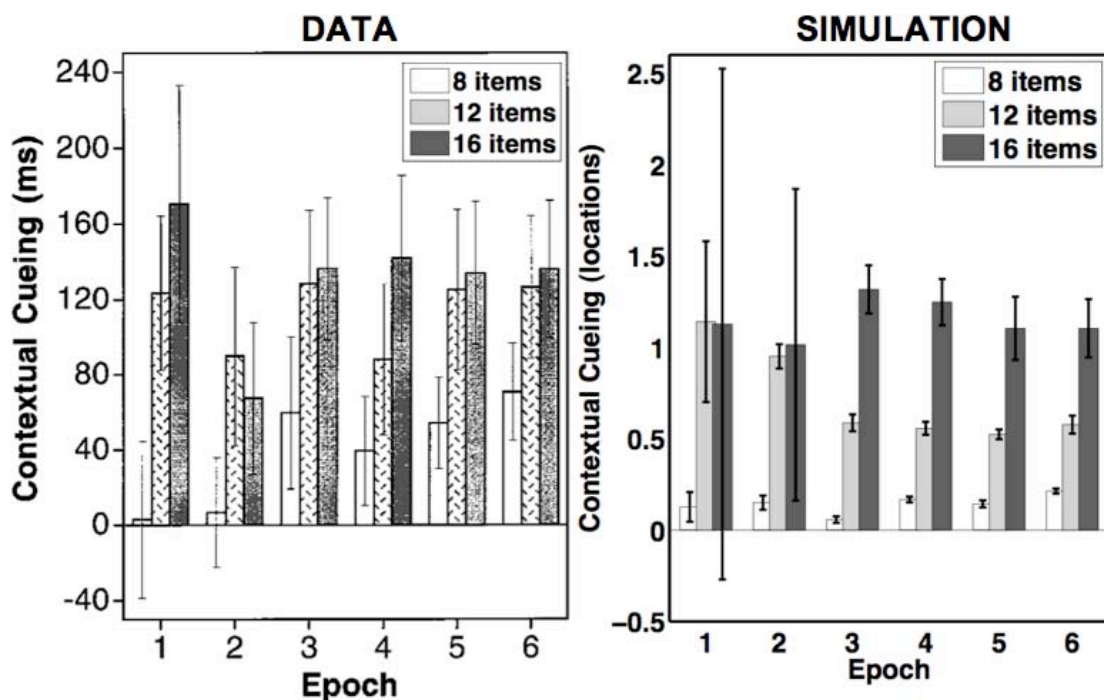 DATA
240
200
160
120
80
40
0
-40
Contextual Cueing (ms)
8 items
12 items
16 items
1 2 3 4 5 6
Epoch
SIMULATION
2.5
2
1.5
1
0.5
0
−0.5
Contextual Cueing (locations)
8 items
12 items
16 items
1 2 3 4 5 6
Epoch